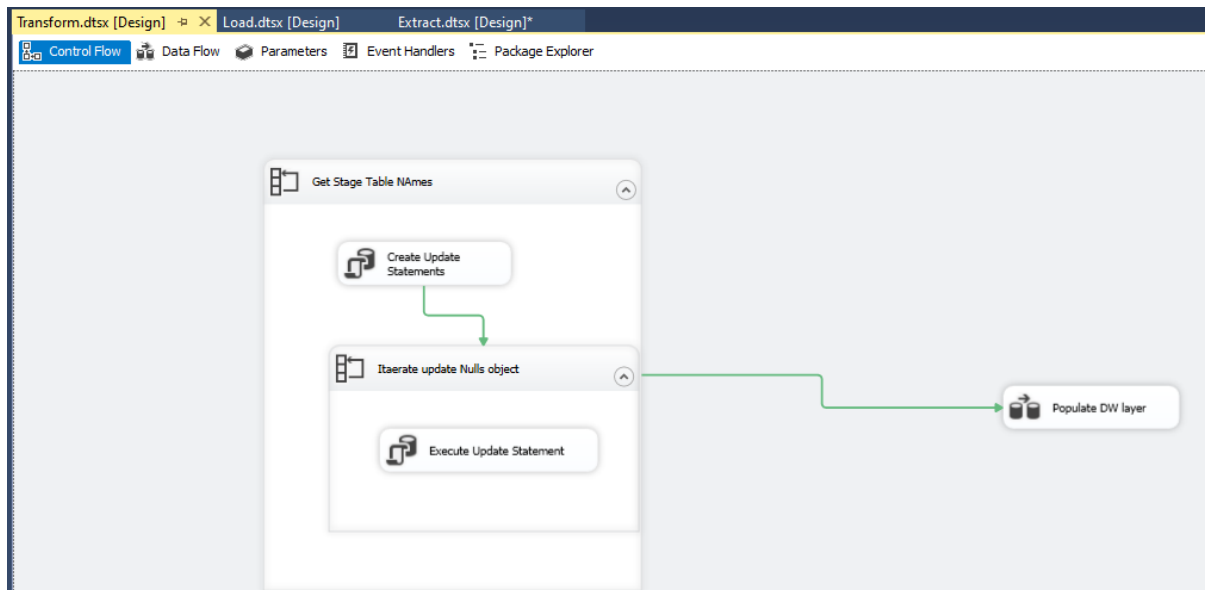 Transform.dtsx [Design] Load.dtsx [Design] Extract.dtsx [Design]*
Control Flow Data Flow Parameters Event Handlers Package Explorer
Get Stage Table NAmes
Create Update
Statements
Itaerate update Nulls object
Populate DW layer
Execute Update Statement